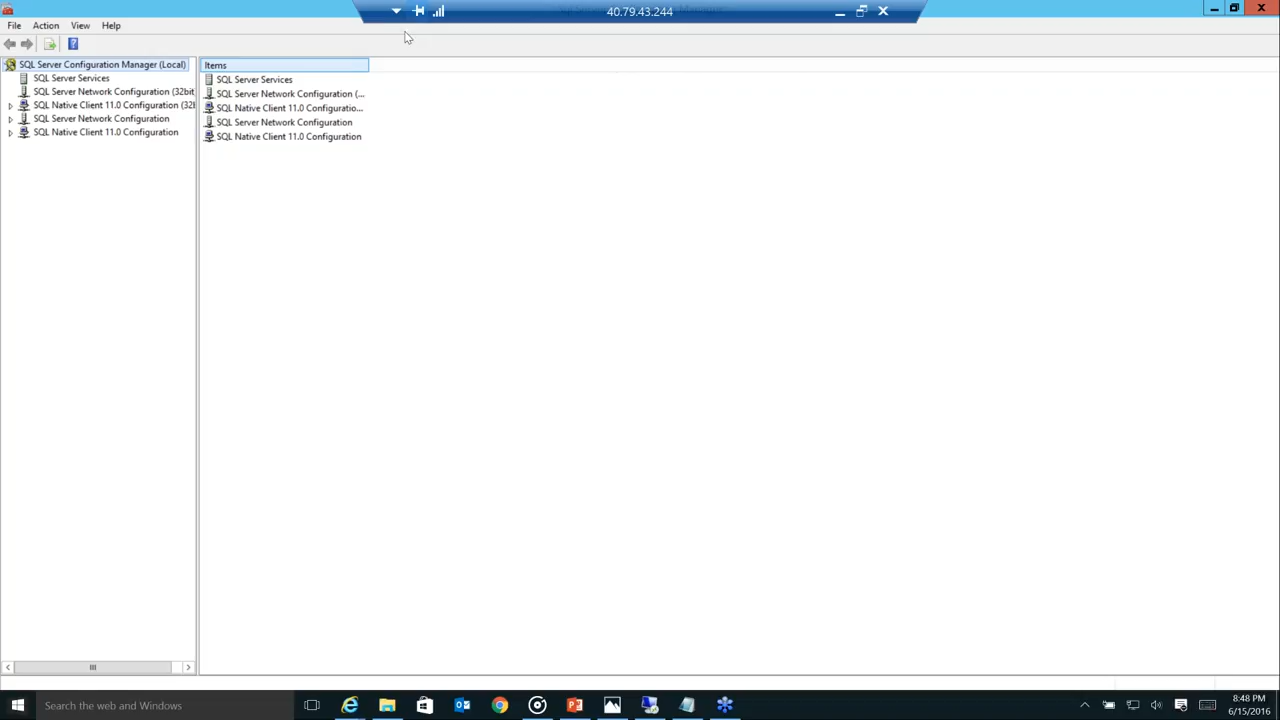 40.79.43.244
File Action View Help
SQL Server Configuration Manager (Local)
SQL Server Services
SQL Server Network Configuration (32bit
SQL Native Client 11.0 Configuration (32l
SQL Server Network Configuration
SQL Native Client 11.0 Configuration
Items
SQL Server Services
SQL Server Network Configuration (...
SQL Native Client 11.0 Configuratio...
SQL Server Network Configuration
SQL Native Client 11.0 Configuration
Search the web and Windows
8:48 PM
6/15/2016